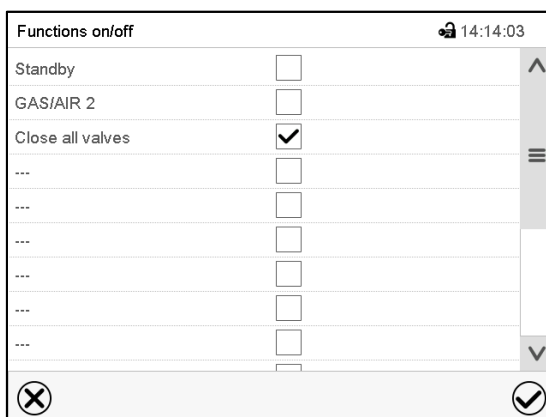 Functions on/off 14:14:03
Standby
GAS/AIR 2
Close all valves
---
---
---
---
---
---